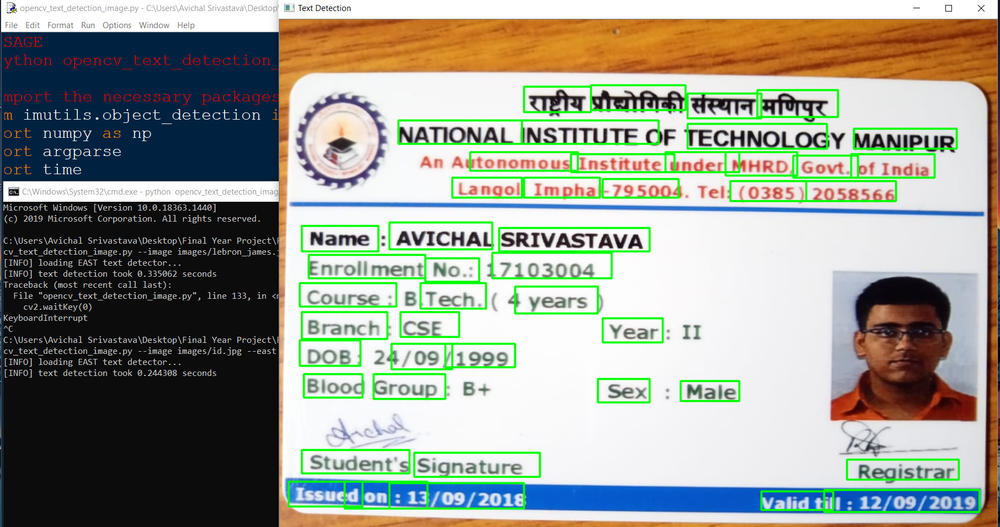 opencv_text_detection_image.py - C:\Users\Avichal Srivastava\Desktop\
File Edit Format Run Options Window Help
SAGE
ython opencv_text_detection_
mport the necessary packages
m imutils.object_detection i
ort numpy as np
ort argparse
ort time
C:\Windows\System32\cmd.exe - python opencv_text_detection_imag
Microsoft Windows [Version 10.0.18363.1440]
(c) 2019 Microsoft Corporation. All rights reserved.
C:\Users\Avichal Srivastava\Desktop\Final Year Project\
cv_text_detection_image.py --image images/lebron_james.
[INFO] loading EAST text detector...
[INFO] text detection took 0.335062 seconds
Traceback (most recent call last):
File "opencv_text_detection_image.py", line 133, in <
cv2.waitKey(0)
KeyboardInterrupt
^C
C:\Users\Avichal Srivastava\Desktop\Final Year Project\
cv_text_detection_image.py --image images/id.jpg --east
[INFO] loading EAST text detector...
[INFO] text detection took 0.244308 seconds
Text Detection
राष्ट्रीय प्रौद्योगिकी संस्थान मणिपुर
NATIONAL INSTITUTE OF TECHNOLOGY MANIPUR
An Autonomous Institute under MHRD, Govt. of India
Langol Imphal-795004. Tel: (0385) 2058566
Name : AVICHAL SRIVASTAVA
Enrollment No.: 17103004
Course : B.Tech. ( 4 years )
Branch : CSE Year : II
DOB : 24/09/1999
Blood Group : B+ Sex : Male
Avichal
Student's Signature
Registrar
Issued on : 13/09/2018 Valid till : 12/09/2019